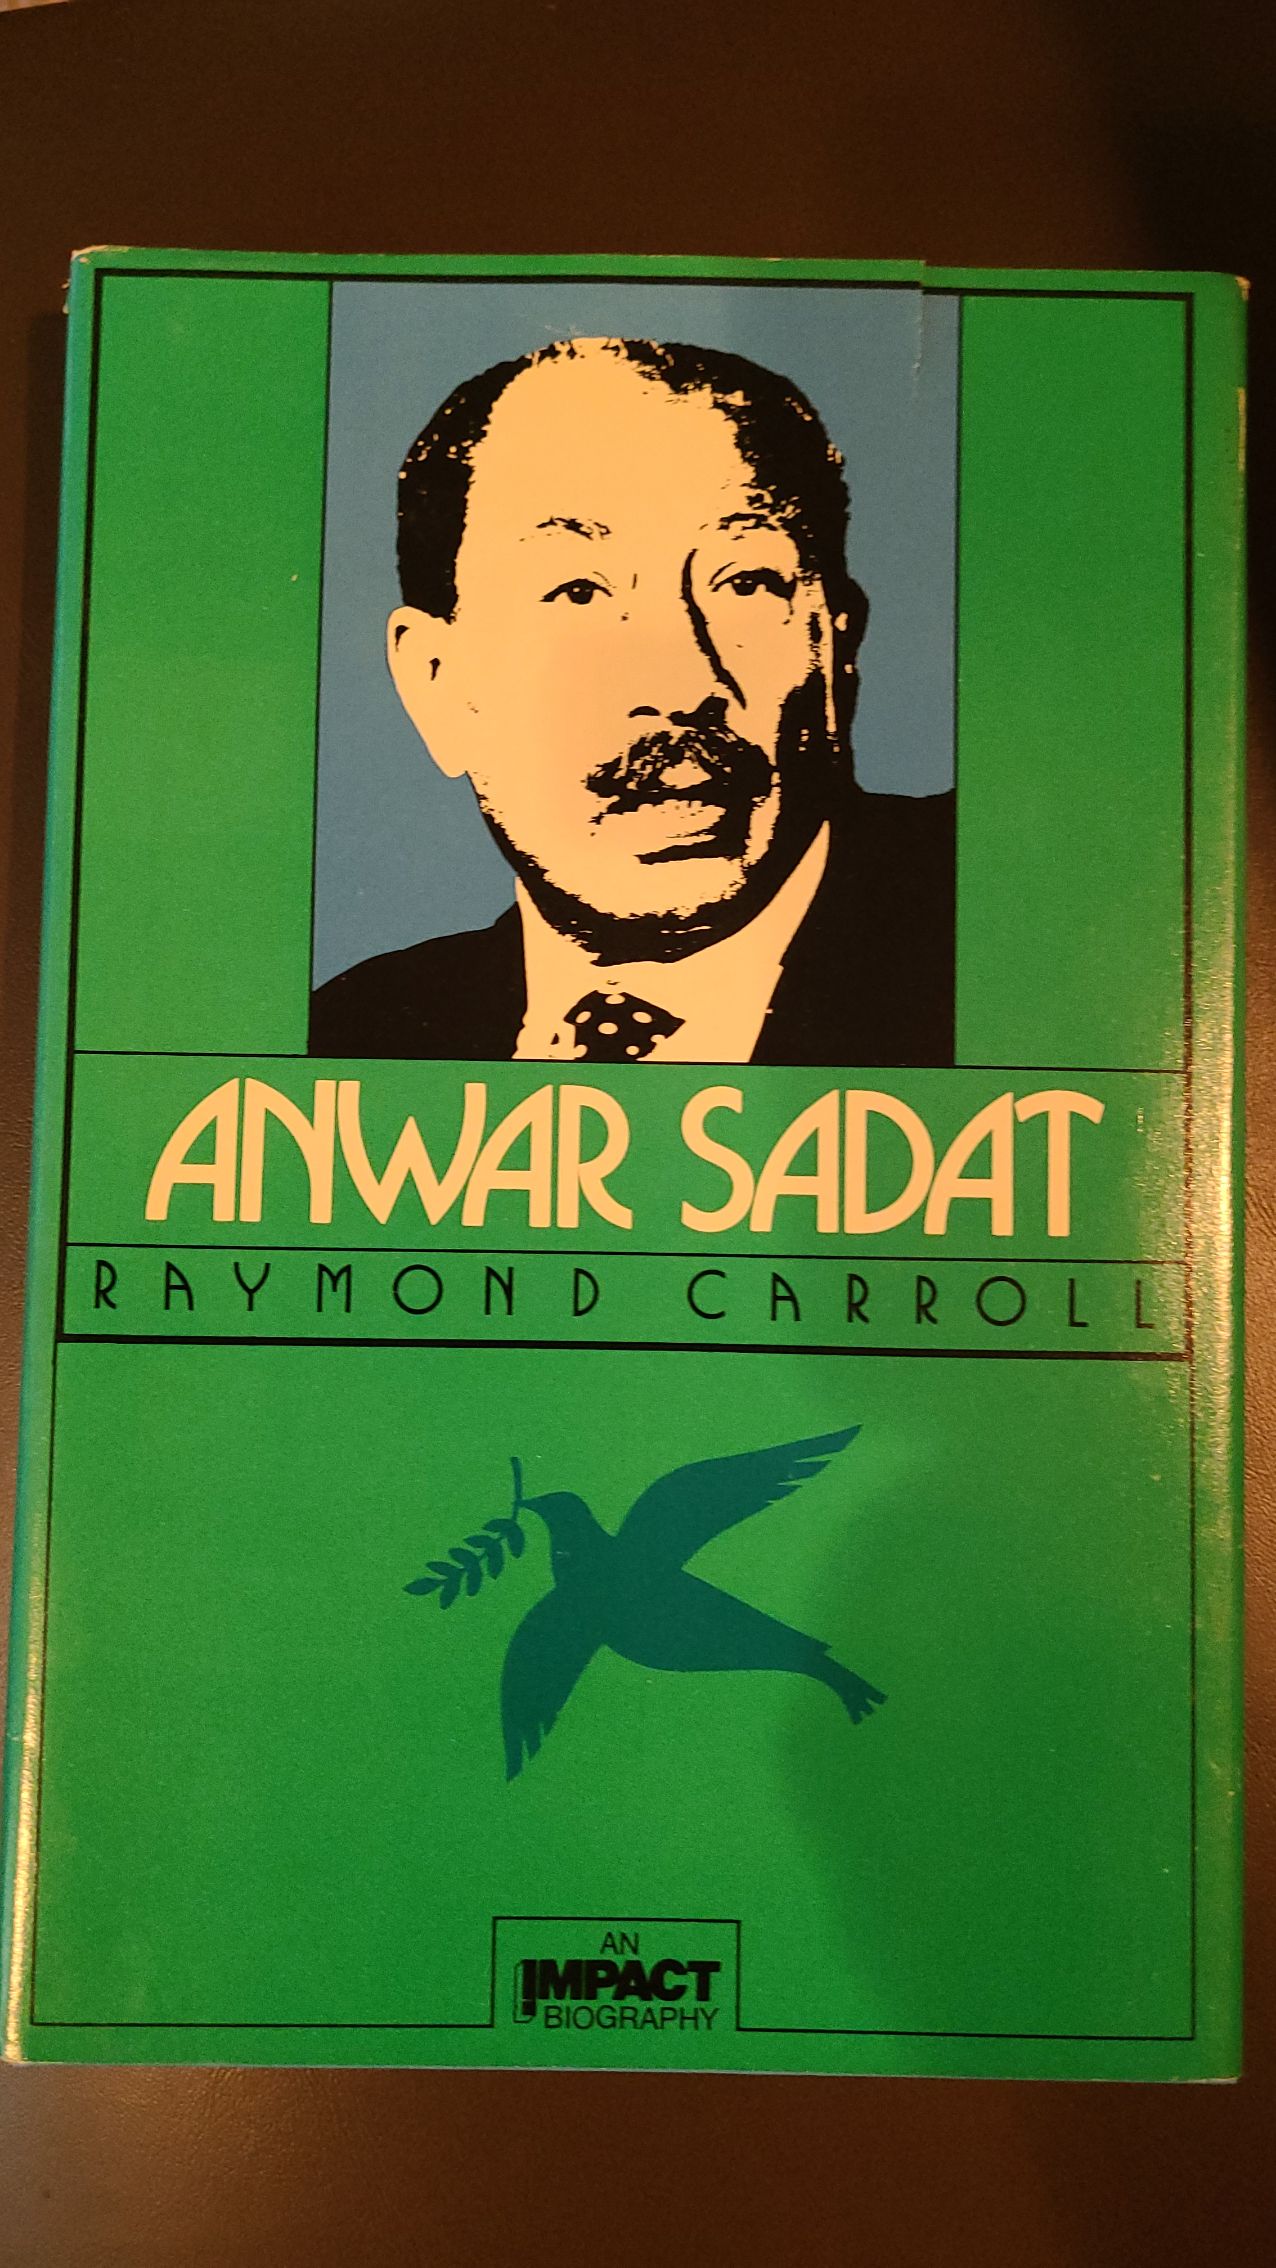 ANWAR SADAT
RAYMOND CARROLL
AN
IMPACT
BIOGRAPHY